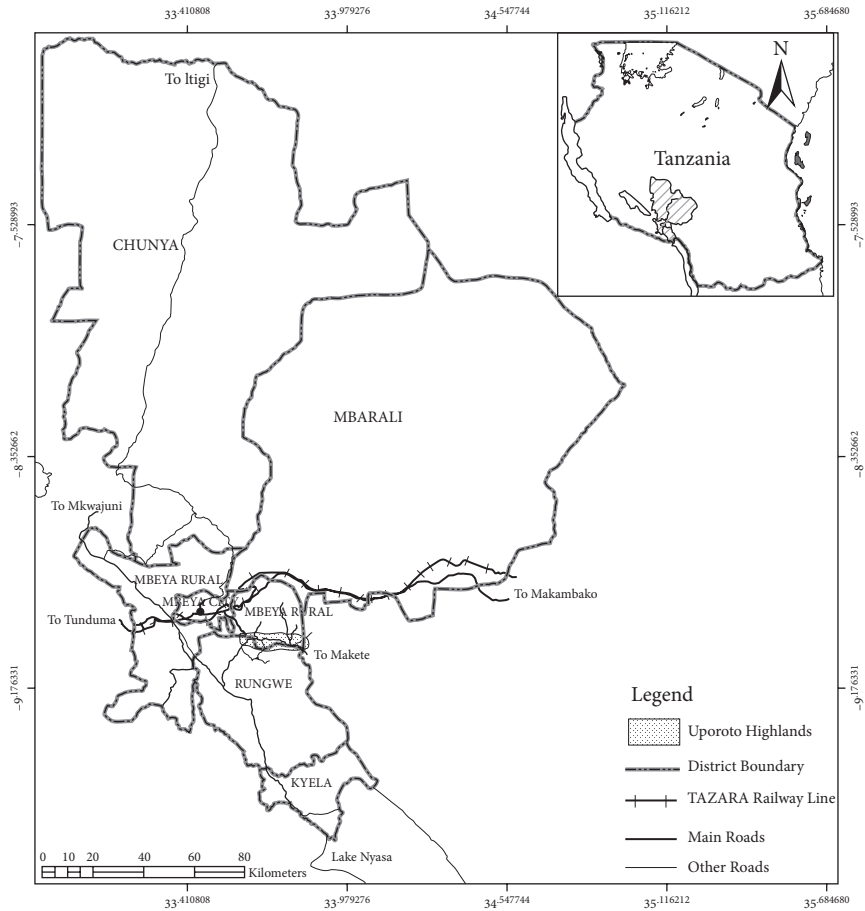 33.410808 33.979276 34.547744 35.116212 35.684680
To ltigi
N
Tanzania
-7.528993 -7.528993
CHUNYA
MBARALI
-8.352662 -8.352662
To Mkwajuni
MBEYA RURAL
To Makambako
MBEYA CITY
MBEYA RURAL
To Tunduma
To Makete
RUNGWE
-9.176331 -9.176331
Legend
Uporoto Highlands
District Boundary
KYELA
TAZARA Railway Line
Main Roads
Lake Nyasa
0 10 20 40 60 80
Kilometers
Other Roads
33.410808 33.979276 34.547744 35.116212 35.684680